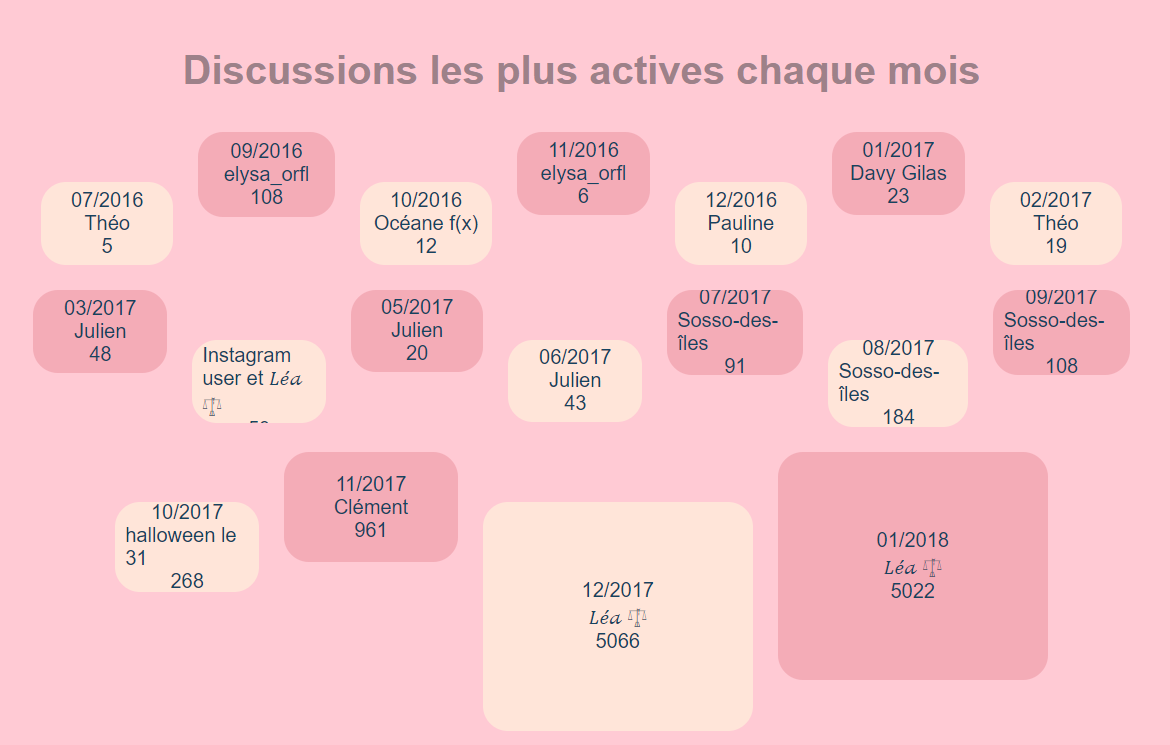 Discussions les plus actives chaque mois
07/2016
Théo
5
09/2016
elysa_orfl
108
10/2016
Océane f(x)
12
11/2016
elysa_orfl
6
12/2016
Pauline
10
01/2017
Davy Gilas
23
02/2017
Théo
19
03/2017
Julien
48
Instagram
user et 𝐿é𝑎
⚖
05/2017
Julien
20
06/2017
Julien
43
07/2017
Sosso-des-
îles
91
08/2017
Sosso-des-
îles
184
09/2017
Sosso-des-
îles
108
10/2017
halloween le
31
268
11/2017
Clément
961
12/2017
𝐿é𝑎 ⚖
5066
01/2018
𝐿é𝑎 ⚖
5022